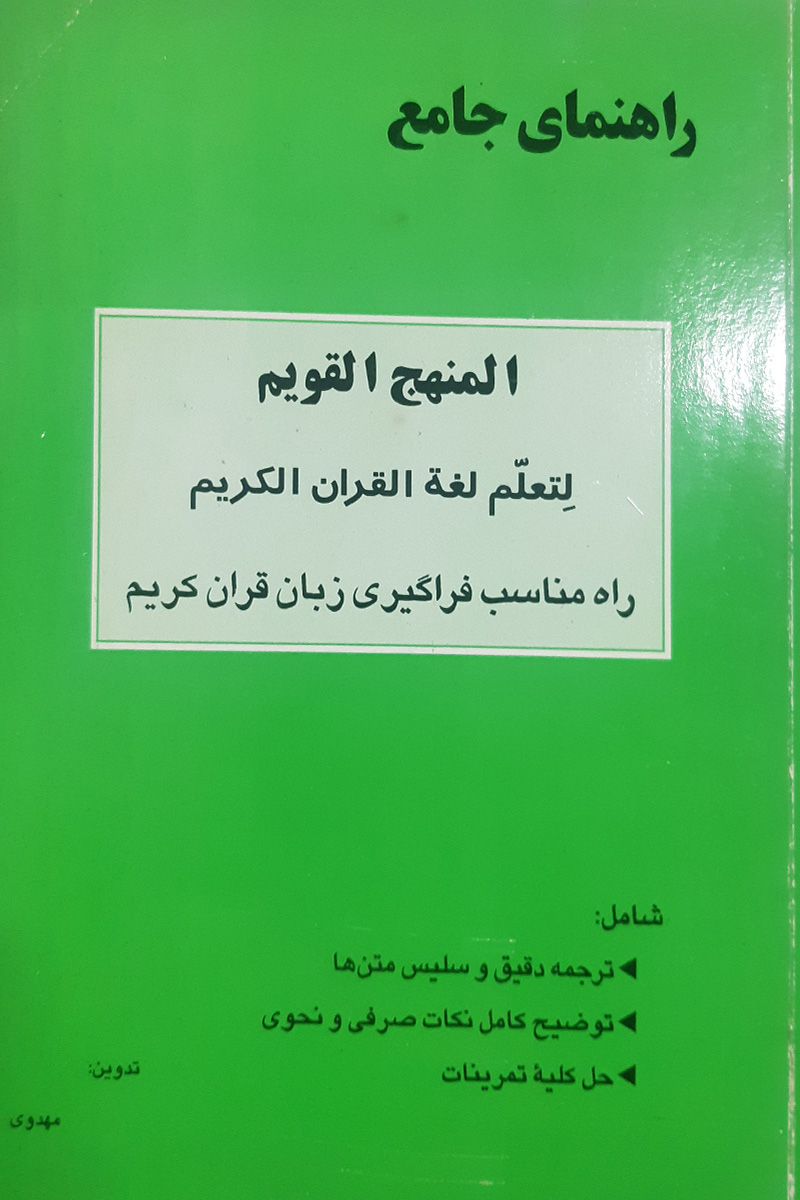 راهنمای جامع
المنهج القویم
لِتعلّم لغة القران الکریم
راه مناسب فراگیری زبان قران کریم
شامل:
◀ ترجمه دقیق و سلیس متن‌ها
◀ توضیح کامل نکات صرفی و نحوی
◀ حل کلیهٔ تمرینات
تدوین:
مهدوی